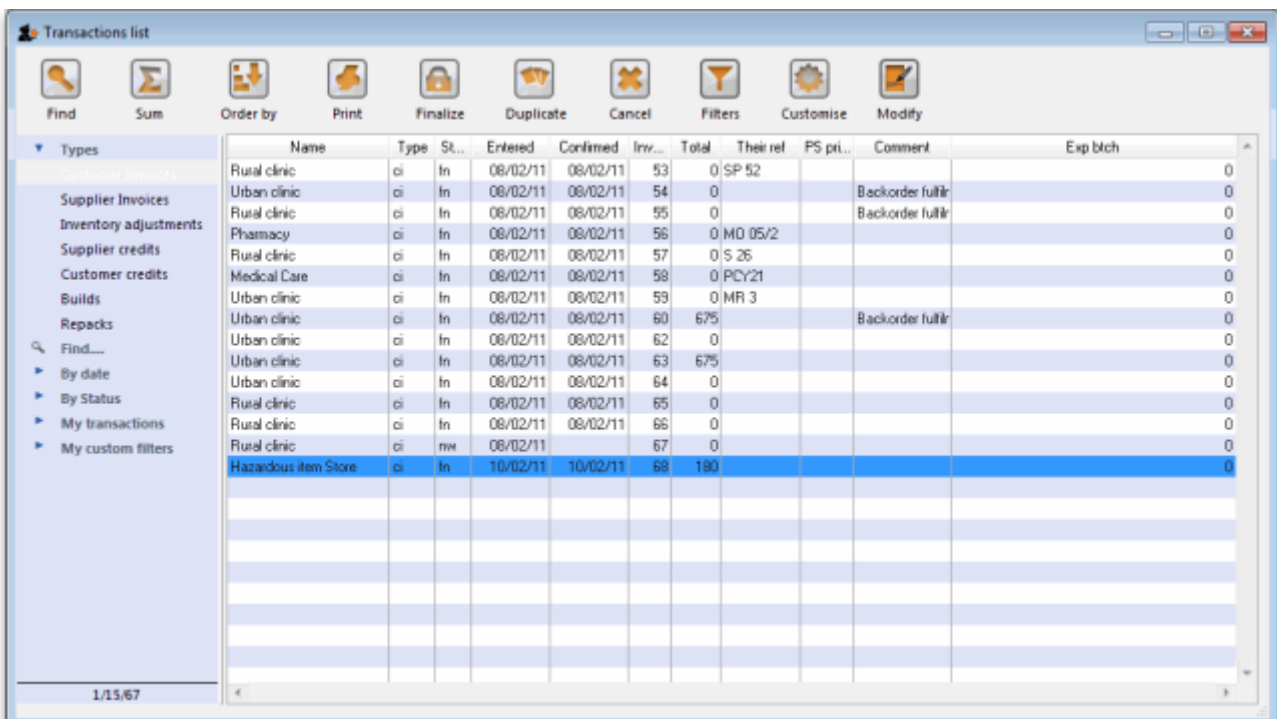 Transactions list
Find Sum Order by Print Finalize Duplicate Cancel Filters Customise Modify
Types
Customer Invoices
Supplier Invoices
Inventory adjustments
Supplier credits
Customer credits
Builds
Repacks
Find....
By date
By Status
My transactions
My custom filters
1/15/67
Name Type St... Entered Confirmed Inv... Total Their ref PS pri... Comment Exp btch
Rural clinic ci fn 08/02/11 08/02/11 53 0 SP 52 0
Urban clinic ci fn 08/02/11 08/02/11 54 0 Backorder fulfilr 0
Rural clinic ci fn 08/02/11 08/02/11 55 0 Backorder fulfilr 0
Pharmacy ci fn 08/02/11 08/02/11 56 0 MO 05/2 0
Rural clinic ci fn 08/02/11 08/02/11 57 0 S 26 0
Medical Care ci fn 08/02/11 08/02/11 58 0 PCY21 0
Urban clinic ci fn 08/02/11 08/02/11 59 0 MR 3 0
Urban clinic ci fn 08/02/11 08/02/11 60 675 Backorder fulfilr 0
Urban clinic ci fn 08/02/11 08/02/11 62 0 0
Urban clinic ci fn 08/02/11 08/02/11 63 675 0
Urban clinic ci fn 08/02/11 08/02/11 64 0 0
Rural clinic ci fn 08/02/11 08/02/11 65 0 0
Rural clinic ci fn 08/02/11 08/02/11 66 0 0
Rural clinic ci nw 08/02/11 67 0 0
Hazardous item Store ci fn 10/02/11 10/02/11 68 180 0